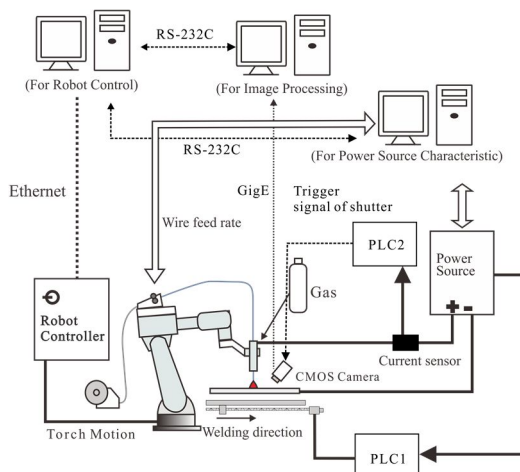 RS-232C
(For Robot Control)
(For Image Processing)
RS-232C
(For Power Source Characteristic)
Ethernet
GigE
Trigger
signal of shutter
Wire feed rate
PLC2
Power
Source
Gas
Robot
Controller
+ -
Current sensor
CMOS Camera
Torch Motion
Welding direction
PLC1